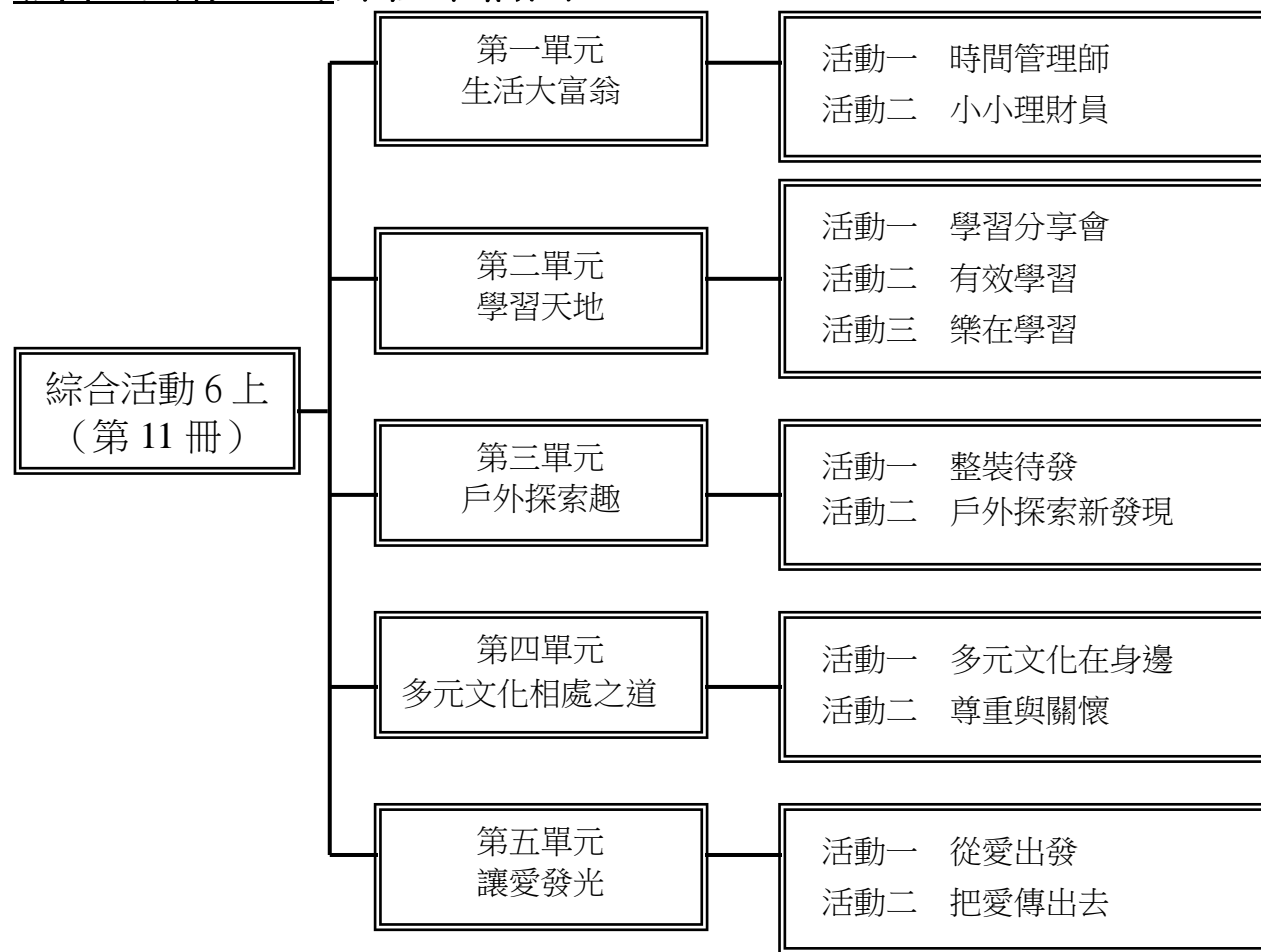 綜合活動 6 上
（第 11 冊）
第一單元
生活大富翁
活動一　時間管理師
活動二　小小理財員
第二單元
學習天地
活動一　學習分享會
活動二　有效學習
活動三　樂在學習
第三單元
戶外探索趣
活動一　整裝待發
活動二　戶外探索新發現
第四單元
多元文化相處之道
活動一　多元文化在身邊
活動二　尊重與關懷
第五單元
讓愛發光
活動一　從愛出發
活動二　把愛傳出去